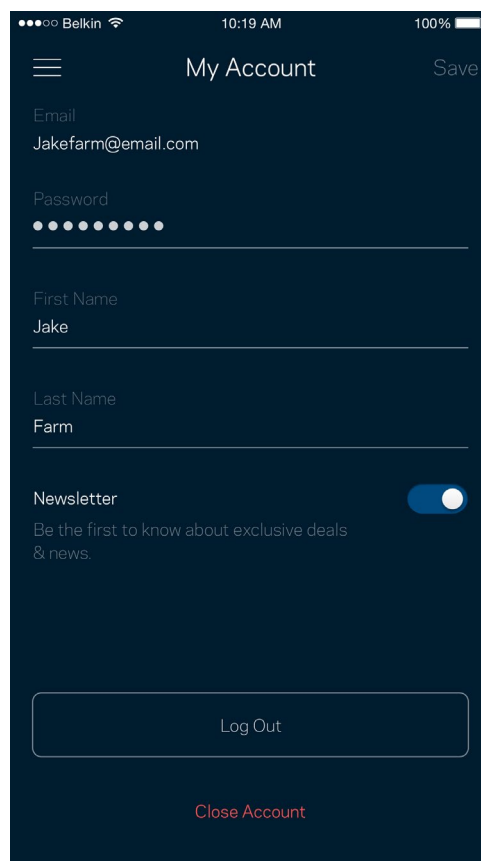 Belkin 10:19 AM 100%
My Account Save
Email
Jakefarm@email.com
Password
●●●●●●●●●
First Name
Jake
Last Name
Farm
Newsletter
Be the first to know about exclusive deals
& news.
Log Out
Close Account